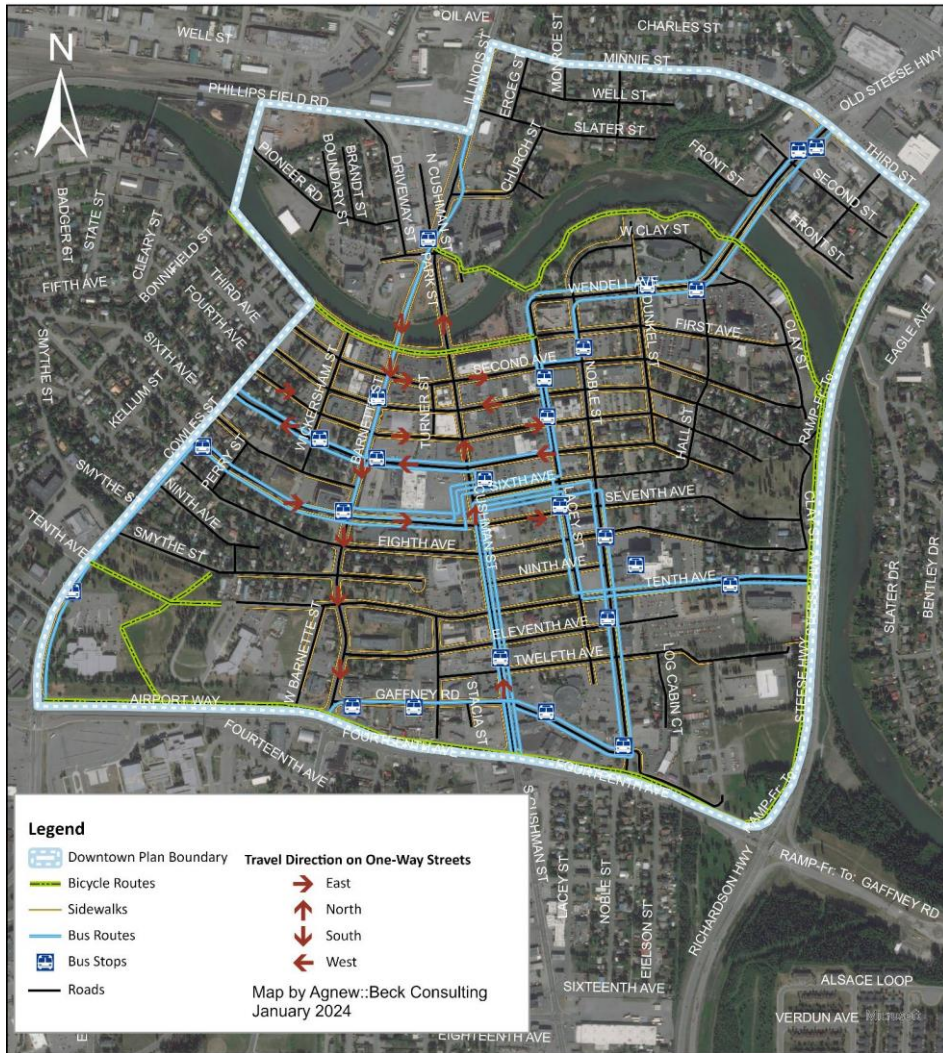 OIL AVE
WELL ST
CHARLES ST
ILLINOIS ST
ERCEG ST
MONROE ST
MINNIE ST
OLD STEESE HWY
N
PHILLIPS FIELD RD
WELL ST
SLATER ST
THIRD ST
PIONEER RD
BOUNDARY ST
BRANDT ST
DRIVEWAY ST
N CUSHMAN ST
CHURCH ST
FRONT ST
SECOND ST
FRONT ST
BADGER ST
STATE ST
CLEARY ST
BONNIFIELD ST
PARK ST
W CLAY ST
FIFTH AVE
THIRD AVE
FOURTH AVE
WENDELL AVE
DUNKEL ST
FIRST AVE
CLAY ST
EAGLE AVE
SMYTHE ST
SIXTH AVE
KELLUM ST
WICKERSHAM ST
BARNETTE ST
TURNER ST
SECOND AVE
NOBLE ST
HALL ST
RAMP-Fr. To:
COWLES ST
PERRY ST
SMYTHE ST
NINTH AVE
SIXTH AVE
SEVENTH AVE
CUSHMAN ST
LACEY ST
TENTH AVE
SMYTHE ST
EIGHTH AVE
NINTH AVE
TENTH AVE
SLATER DR
BENTLEY DR
W BARNETTE ST
ELEVENTH AVE
TWELFTH AVE
LOG CABIN CT
STEESE HWY
AIRPORT WAY
GAFFNEY RD
STACIA ST
FOURTEENTH AVE
FOURTEENTH AVE
FOURTEENTH AVE
RAMP-Fr. To:
S CUSHMAN ST
LACEY ST
NOBLE ST
EIELSON ST
RICHARDSON HWY
RAMP-Fr. To: GAFFNEY RD
Legend
Downtown Plan Boundary
Bicycle Routes
Sidewalks
Bus Routes
Bus Stops
Roads
Travel Direction on One-Way Streets
East
North
South
West
Map by Agnew::Beck Consulting
January 2024
SIXTEENTH AVE
EIGHTEENTH AVE
ALSACE LOOP
VERDUN AVE